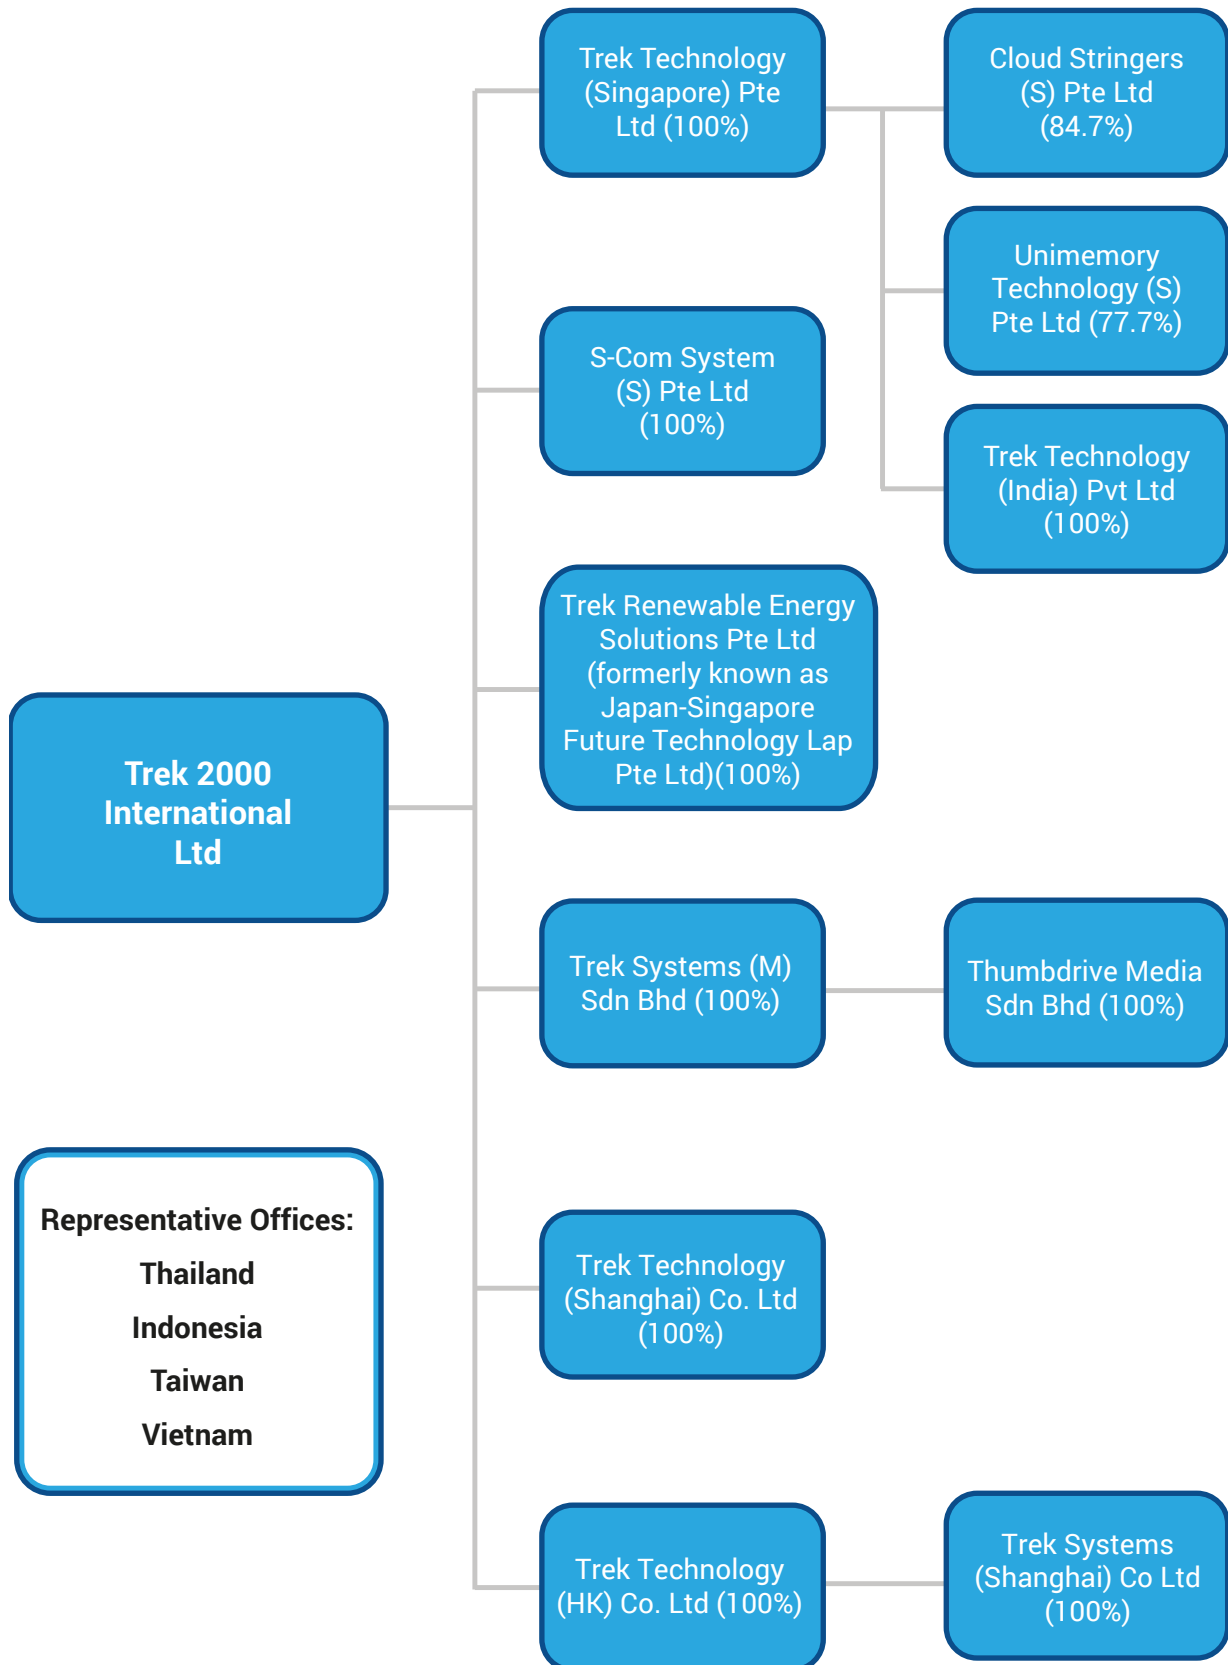 Trek 2000
International
Ltd
Representative Offices:
Thailand
Indonesia
Taiwan
Vietnam
Trek Technology
(Singapore) Pte
Ltd (100%)
Cloud Stringers
(S) Pte Ltd
(84.7%)
Unimemory
Technology (S)
Pte Ltd (77.7%)
Trek Technology
(India) Pvt Ltd
(100%)
S-Com System
(S) Pte Ltd
(100%)
Trek Renewable Energy
Solutions Pte Ltd
(formerly known as
Japan-Singapore
Future Technology Lap
Pte Ltd)(100%)
Trek Systems (M)
Sdn Bhd (100%)
Thumbdrive Media
Sdn Bhd (100%)
Trek Technology
(Shanghai) Co. Ltd
(100%)
Trek Technology
(HK) Co. Ltd (100%)
Trek Systems
(Shanghai) Co Ltd
(100%)